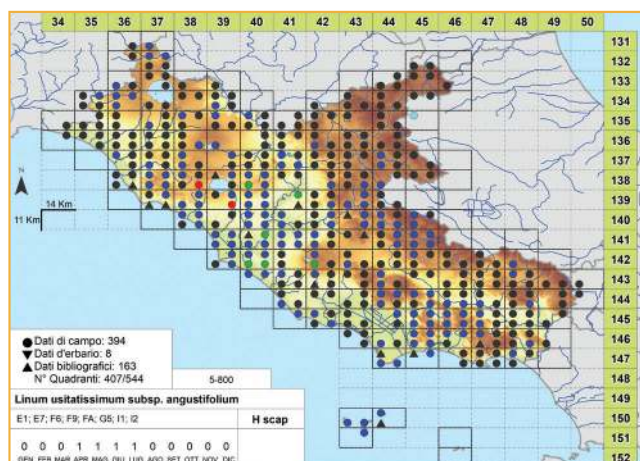 34 35 36 37 38 39 40 41 42 43 44 45 46 47 48 49 50
131
132
133
134
135
136
137
138
139
140
141
142
143
144
145
146
147
148
149
150
151
152
N
14 Km
11 Km
Dati di campo: 394
Dati d'erbario: 8
Dati bibliografici: 163
N° Quadranti: 407/544
5-800
Linum usitatissimum subsp. angustifolium
E1; E7; F6; F9; FA; G5; I1; I2
H scap
0 0 0 1 1 1 1 0 0 0 0 0
GEN FEB MAR APR MAG GIU LUG AGO SET OTT NOV DIC